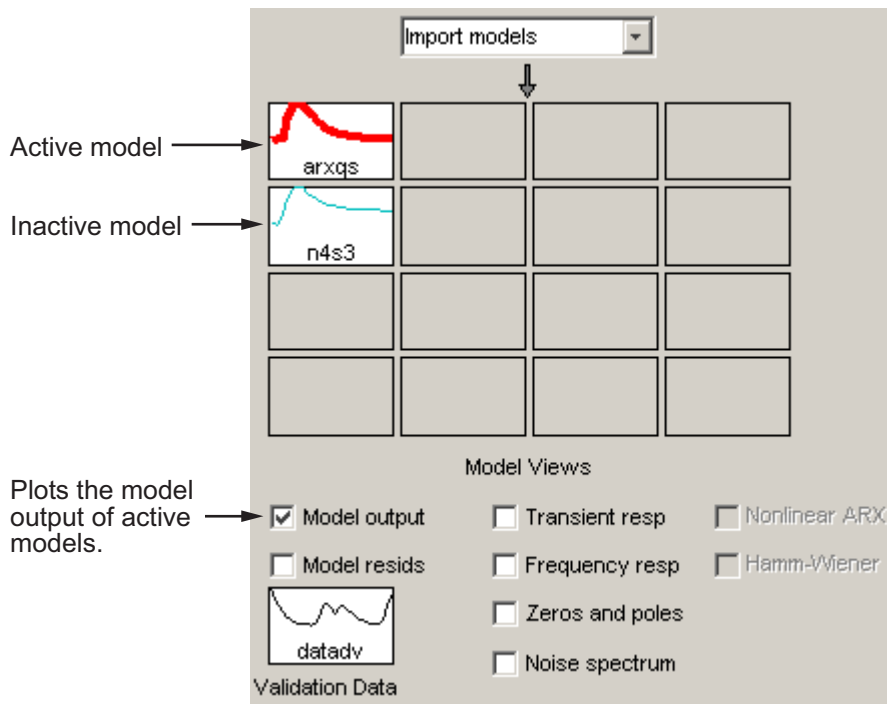 Import models
Active model
arxqs
Inactive model
n4s3
Model Views
Plots the model
output of active
models.
Model output
Transient resp
Nonlinear ARX
Model resids
Frequency resp
Hamm-Wiener
Zeros and poles
datadv
Noise spectrum
Validation Data